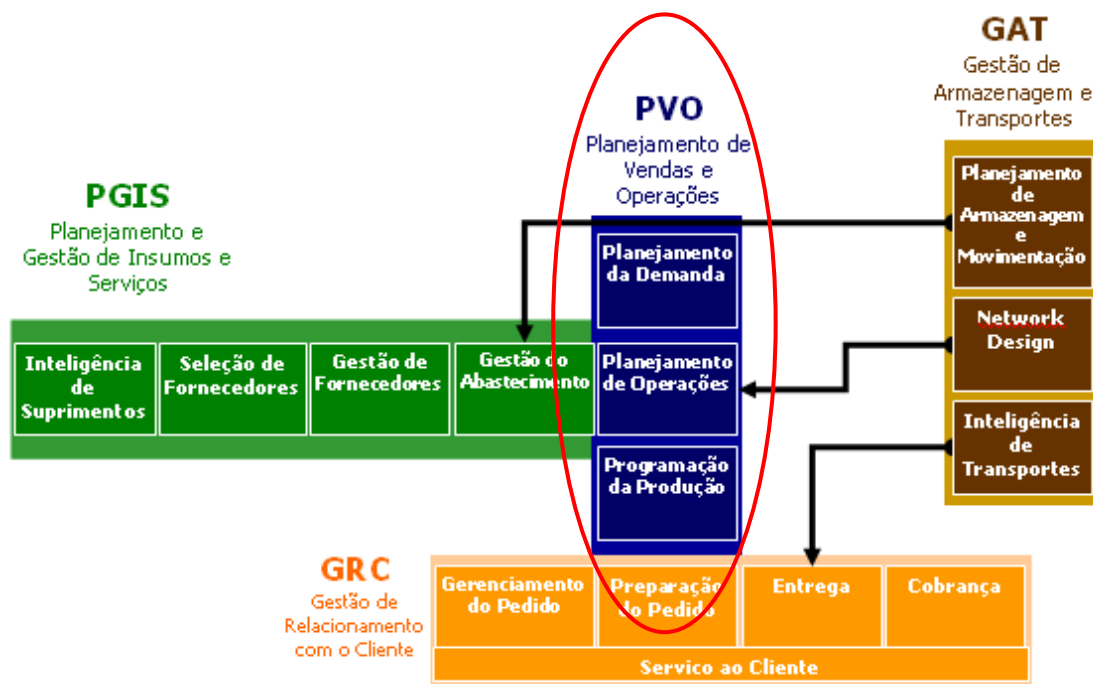 GAT
Gestão de
Armazenagem e
Transportes
Planejamento
de
Armazenagem
e
Movimentação
Network
Design
Inteligência
de
Transportes
PVO
Planejamento de
Vendas e
Operações
Planejamento
da Demanda
Planejamento
de Operações
Programação
da Produção
PGIS
Planejamento e
Gestão de Insumos e
Serviços
Inteligência
de
Suprimentos
Seleção de
Fornecedores
Gestão de
Fornecedores
Gestão do
Abastecimento
GRC
Gestão de
Relacionamento
com o Cliente
Gerenciamento
do Pedido
Preparação
do Pedido
Entrega
Cobrança
Servico ao Cliente